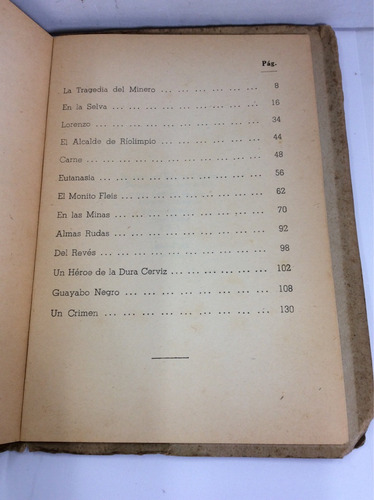 Pág.
La Tragedia del Minero ... ... ... ... ... ... 8
En la Selva ... ... ... ... ... ... ... ... 16
Lorenzo ... ... ... ... ... ... ... ... ... 34
El Alcalde de Riolimpio ... ... ... ... ... ... 44
Carne ... ... ... ... ... ... ... ... ... 48
Eutanasia ... ... ... ... ... ... ... ... 56
El Monito Fleis ... ... ... ... ... ... ... 62
En las Minas ... ... ... ... ... ... ... ... 70
Almas Rudas ... ... ... ... ... ... ... ... 92
Del Revés ... ... ... ... ... ... ... ... 98
Un Héroe de la Dura Cerviz ... ... ... ... ... 102
Guayabo Negro ... ... ... ... ... ... ... 108
Un Crimen ... ... ... ... ... ... ... ... 130